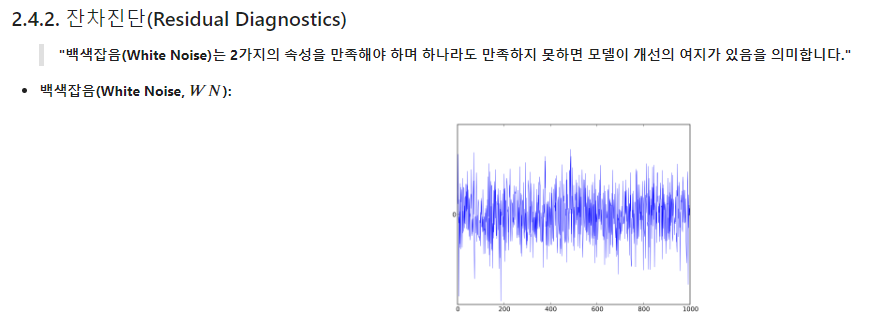 2.4.2. 잔차진단(Residual Diagnostics)
"백색잡음(White Noise)는 2가지의 속성을 만족해야 하며 하나라도 만족하지 못하면 모델이 개선의 여지가 있음을 의미합니다."
• 백색잡음(White Noise, WN):
0
0 200 400 600 800 1000